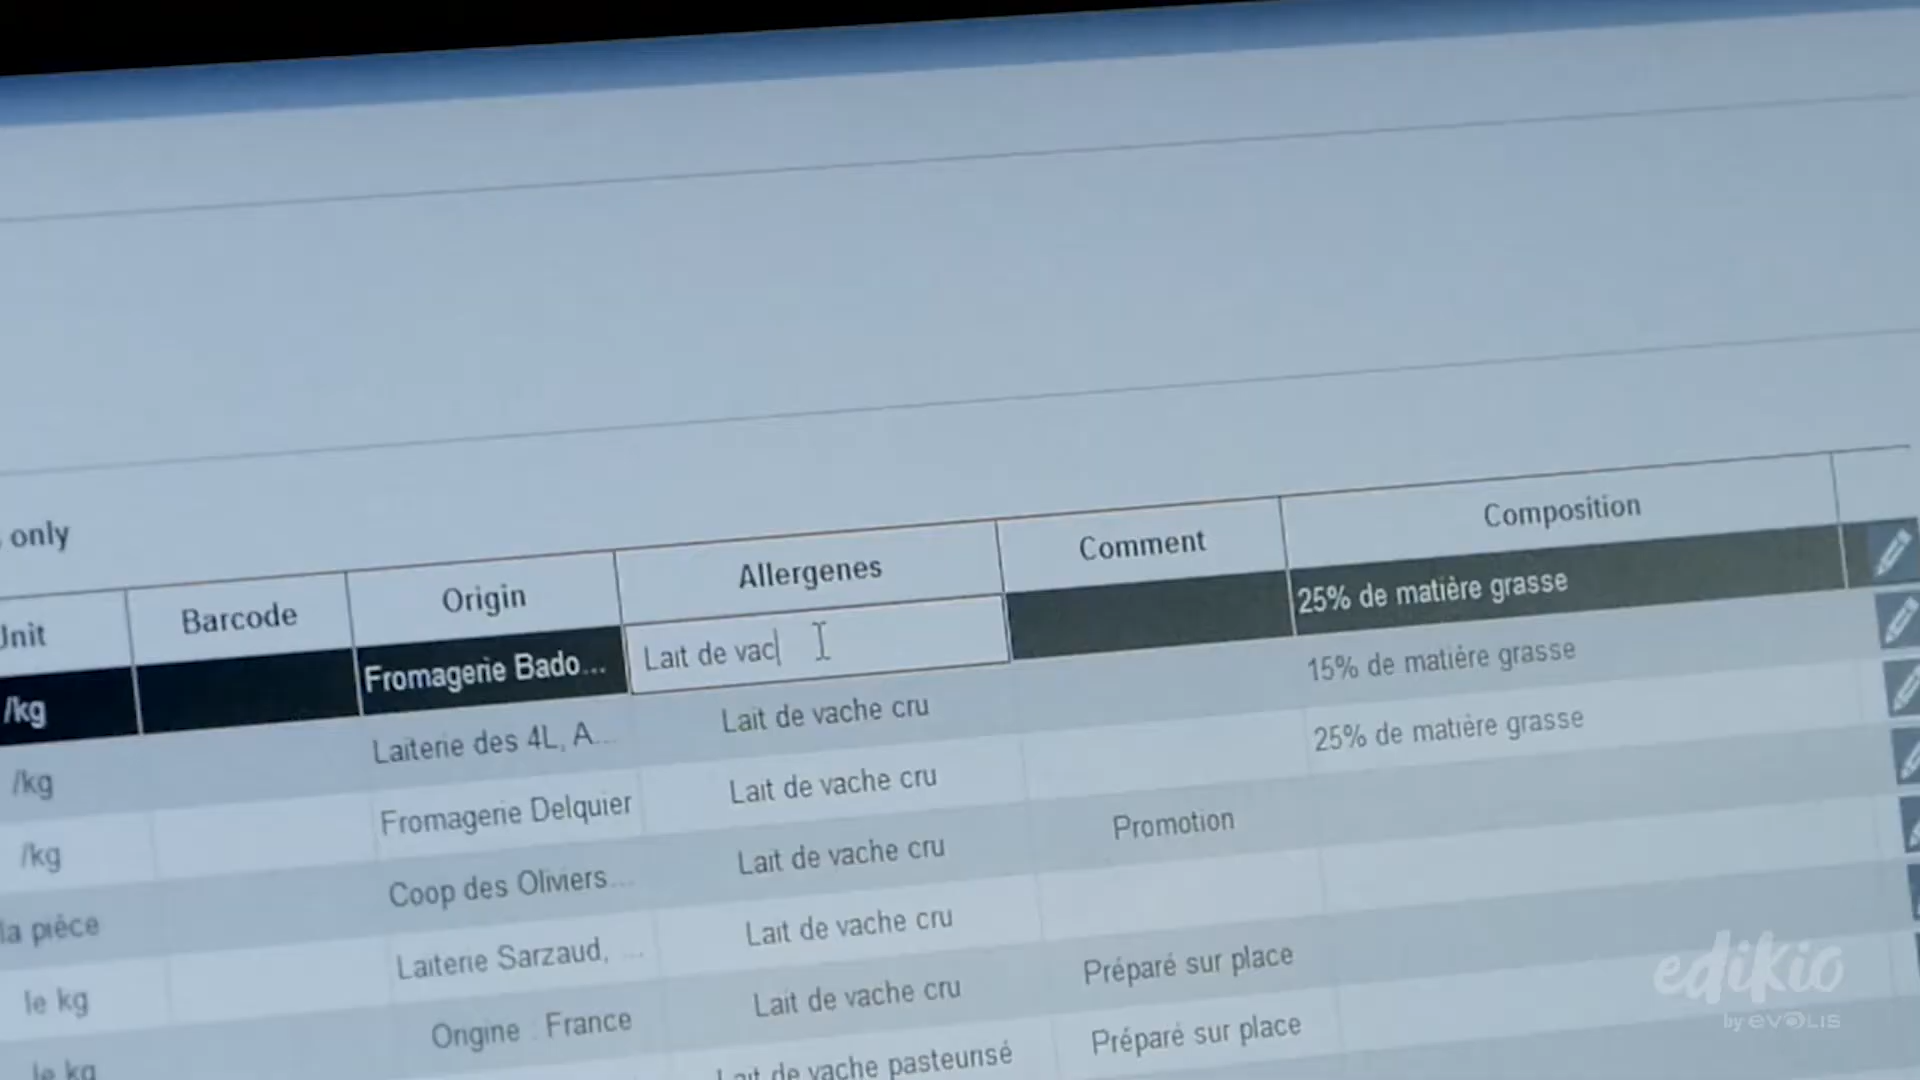 only
Unit Barcode Origin Allergenes Comment Composition
/kg Fromagerie Bado... Lait de vac 25% de matière grasse
/kg Laiterie des 4L, A... Lait de vache cru 15% de matière grasse
/kg Fromagerie Delquier Lait de vache cru 25% de matière grasse
la pièce Coop des Oliviers... Lait de vache cru Promotion
le kg Laiterie Sarzaud, ... Lait de vache cru
le kg Origine : France Lait de vache cru Préparé sur place
Lait de vache pasteurisé Préparé sur place
edikio
by evolis